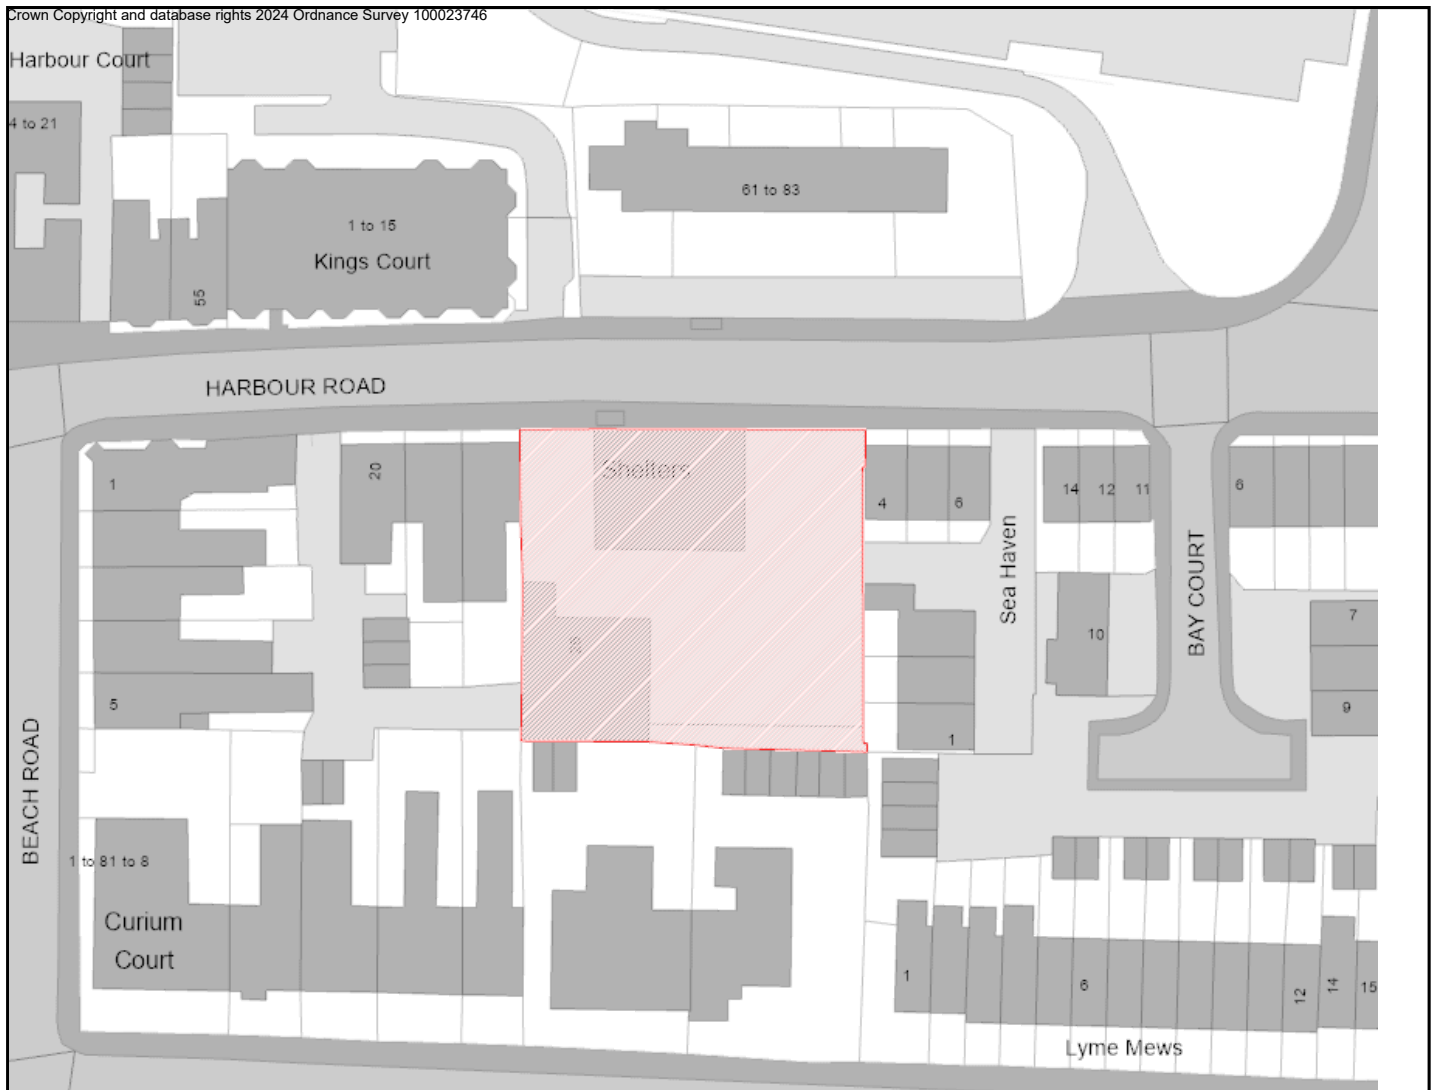 Crown Copyright and database rights 2024 Ordnance Survey 100023746
Harbour Court
4 to 21
61 to 83
1 to 15
Kings Court
55
HARBOUR ROAD
Shelters
20
1
4
6
14
12
11
6
Sea Haven
BAY COURT
10
7
5
9
1
BEACH ROAD
1 to 81 to 8
Curium
Court
1
6
12
14
15
Lyme Mews